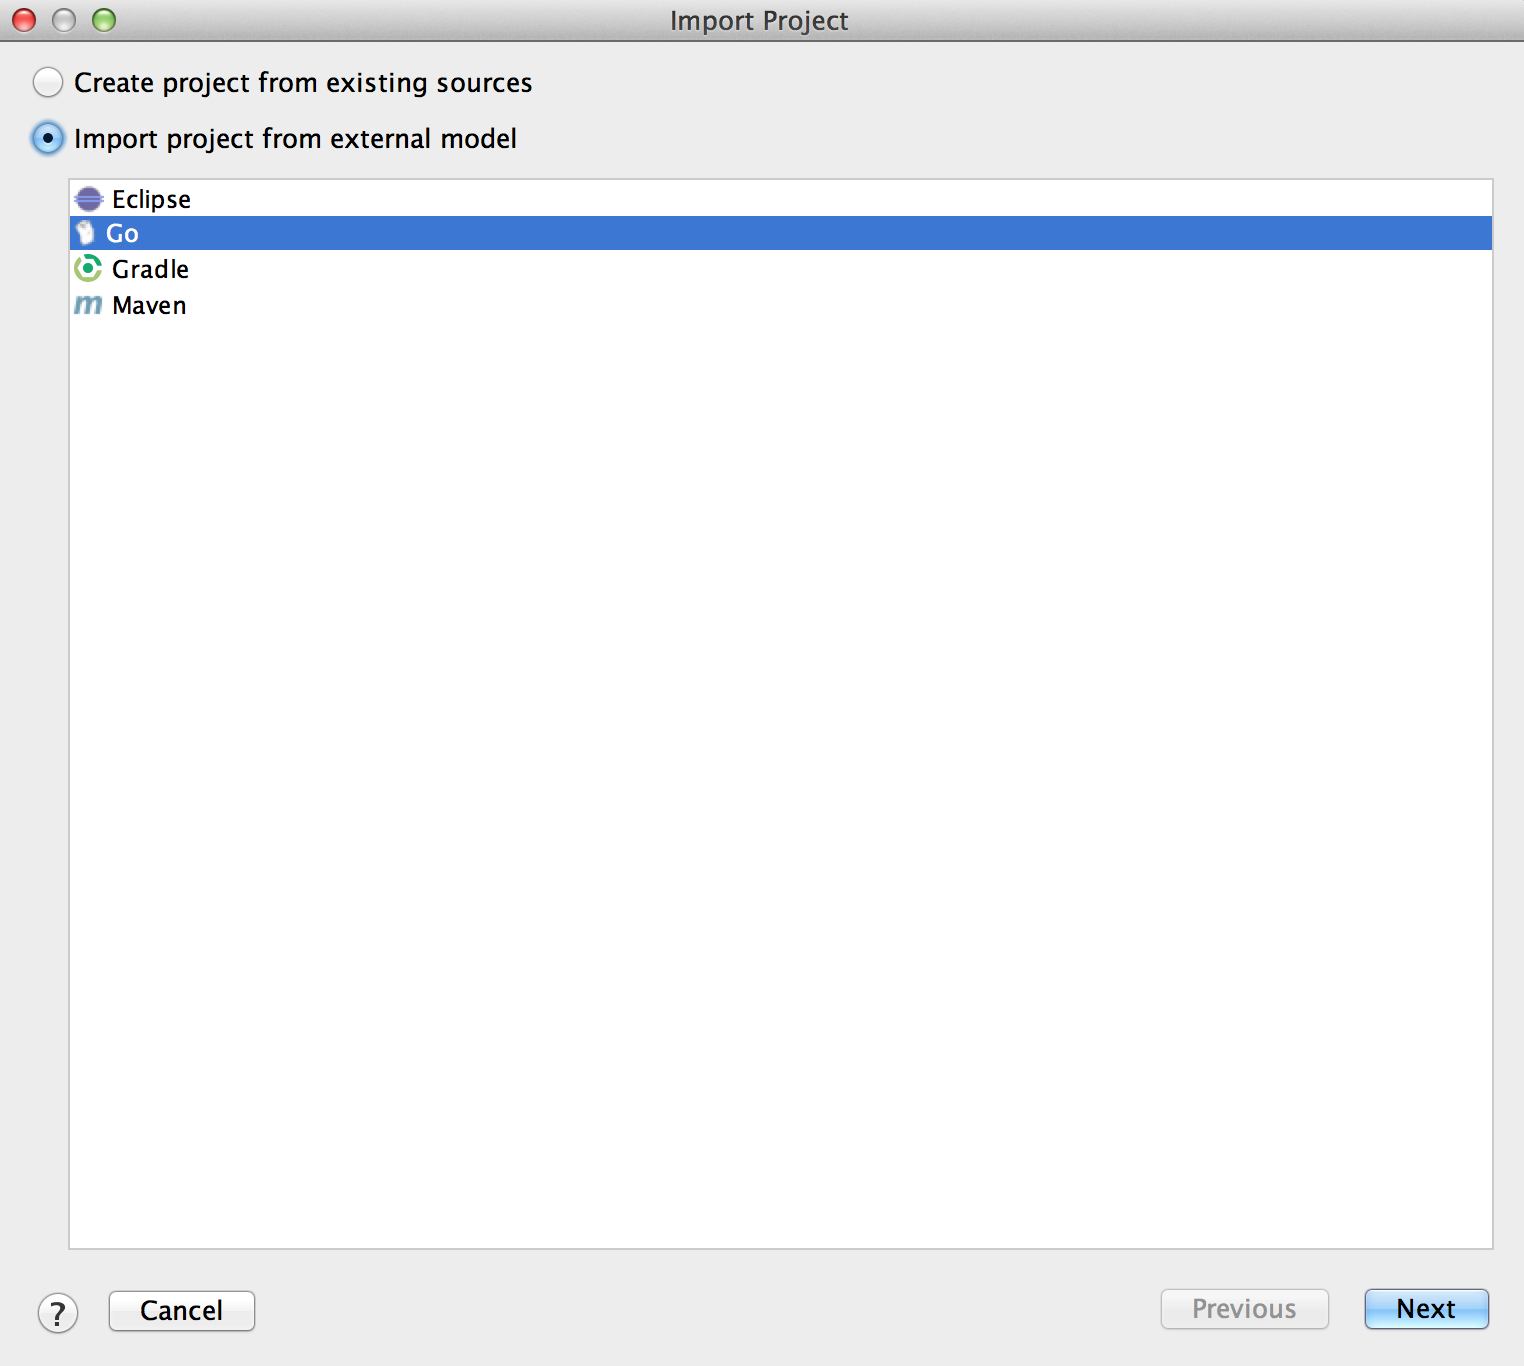 Import Project
Create project from existing sources
Import project from external model
Eclipse
Go
Gradle
m Maven
? Cancel Previous Next